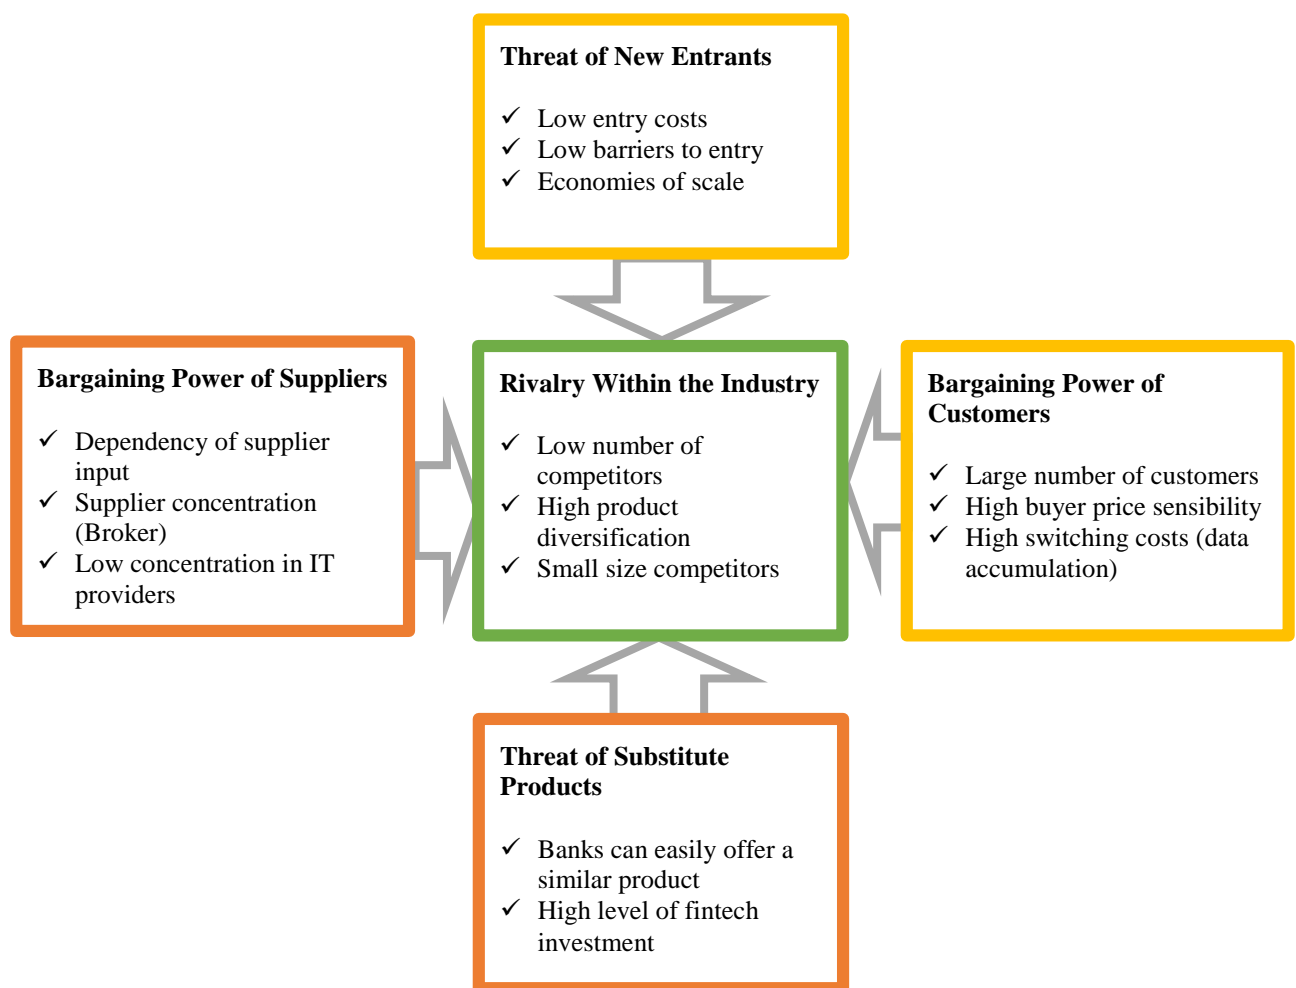 Threat of New Entrants
✓ Low entry costs
✓ Low barriers to entry
✓ Economies of scale
Bargaining Power of Suppliers
✓ Dependency of supplier
input
✓ Supplier concentration
(Broker)
✓ Low concentration in IT
providers
Rivalry Within the Industry
✓ Low number of
competitors
✓ High product
diversification
✓ Small size competitors
Bargaining Power of
Customers
✓ Large number of customers
✓ High buyer price sensibility
✓ High switching costs (data
accumulation)
Threat of Substitute
Products
✓ Banks can easily offer a
similar product
✓ High level of fintech
investment